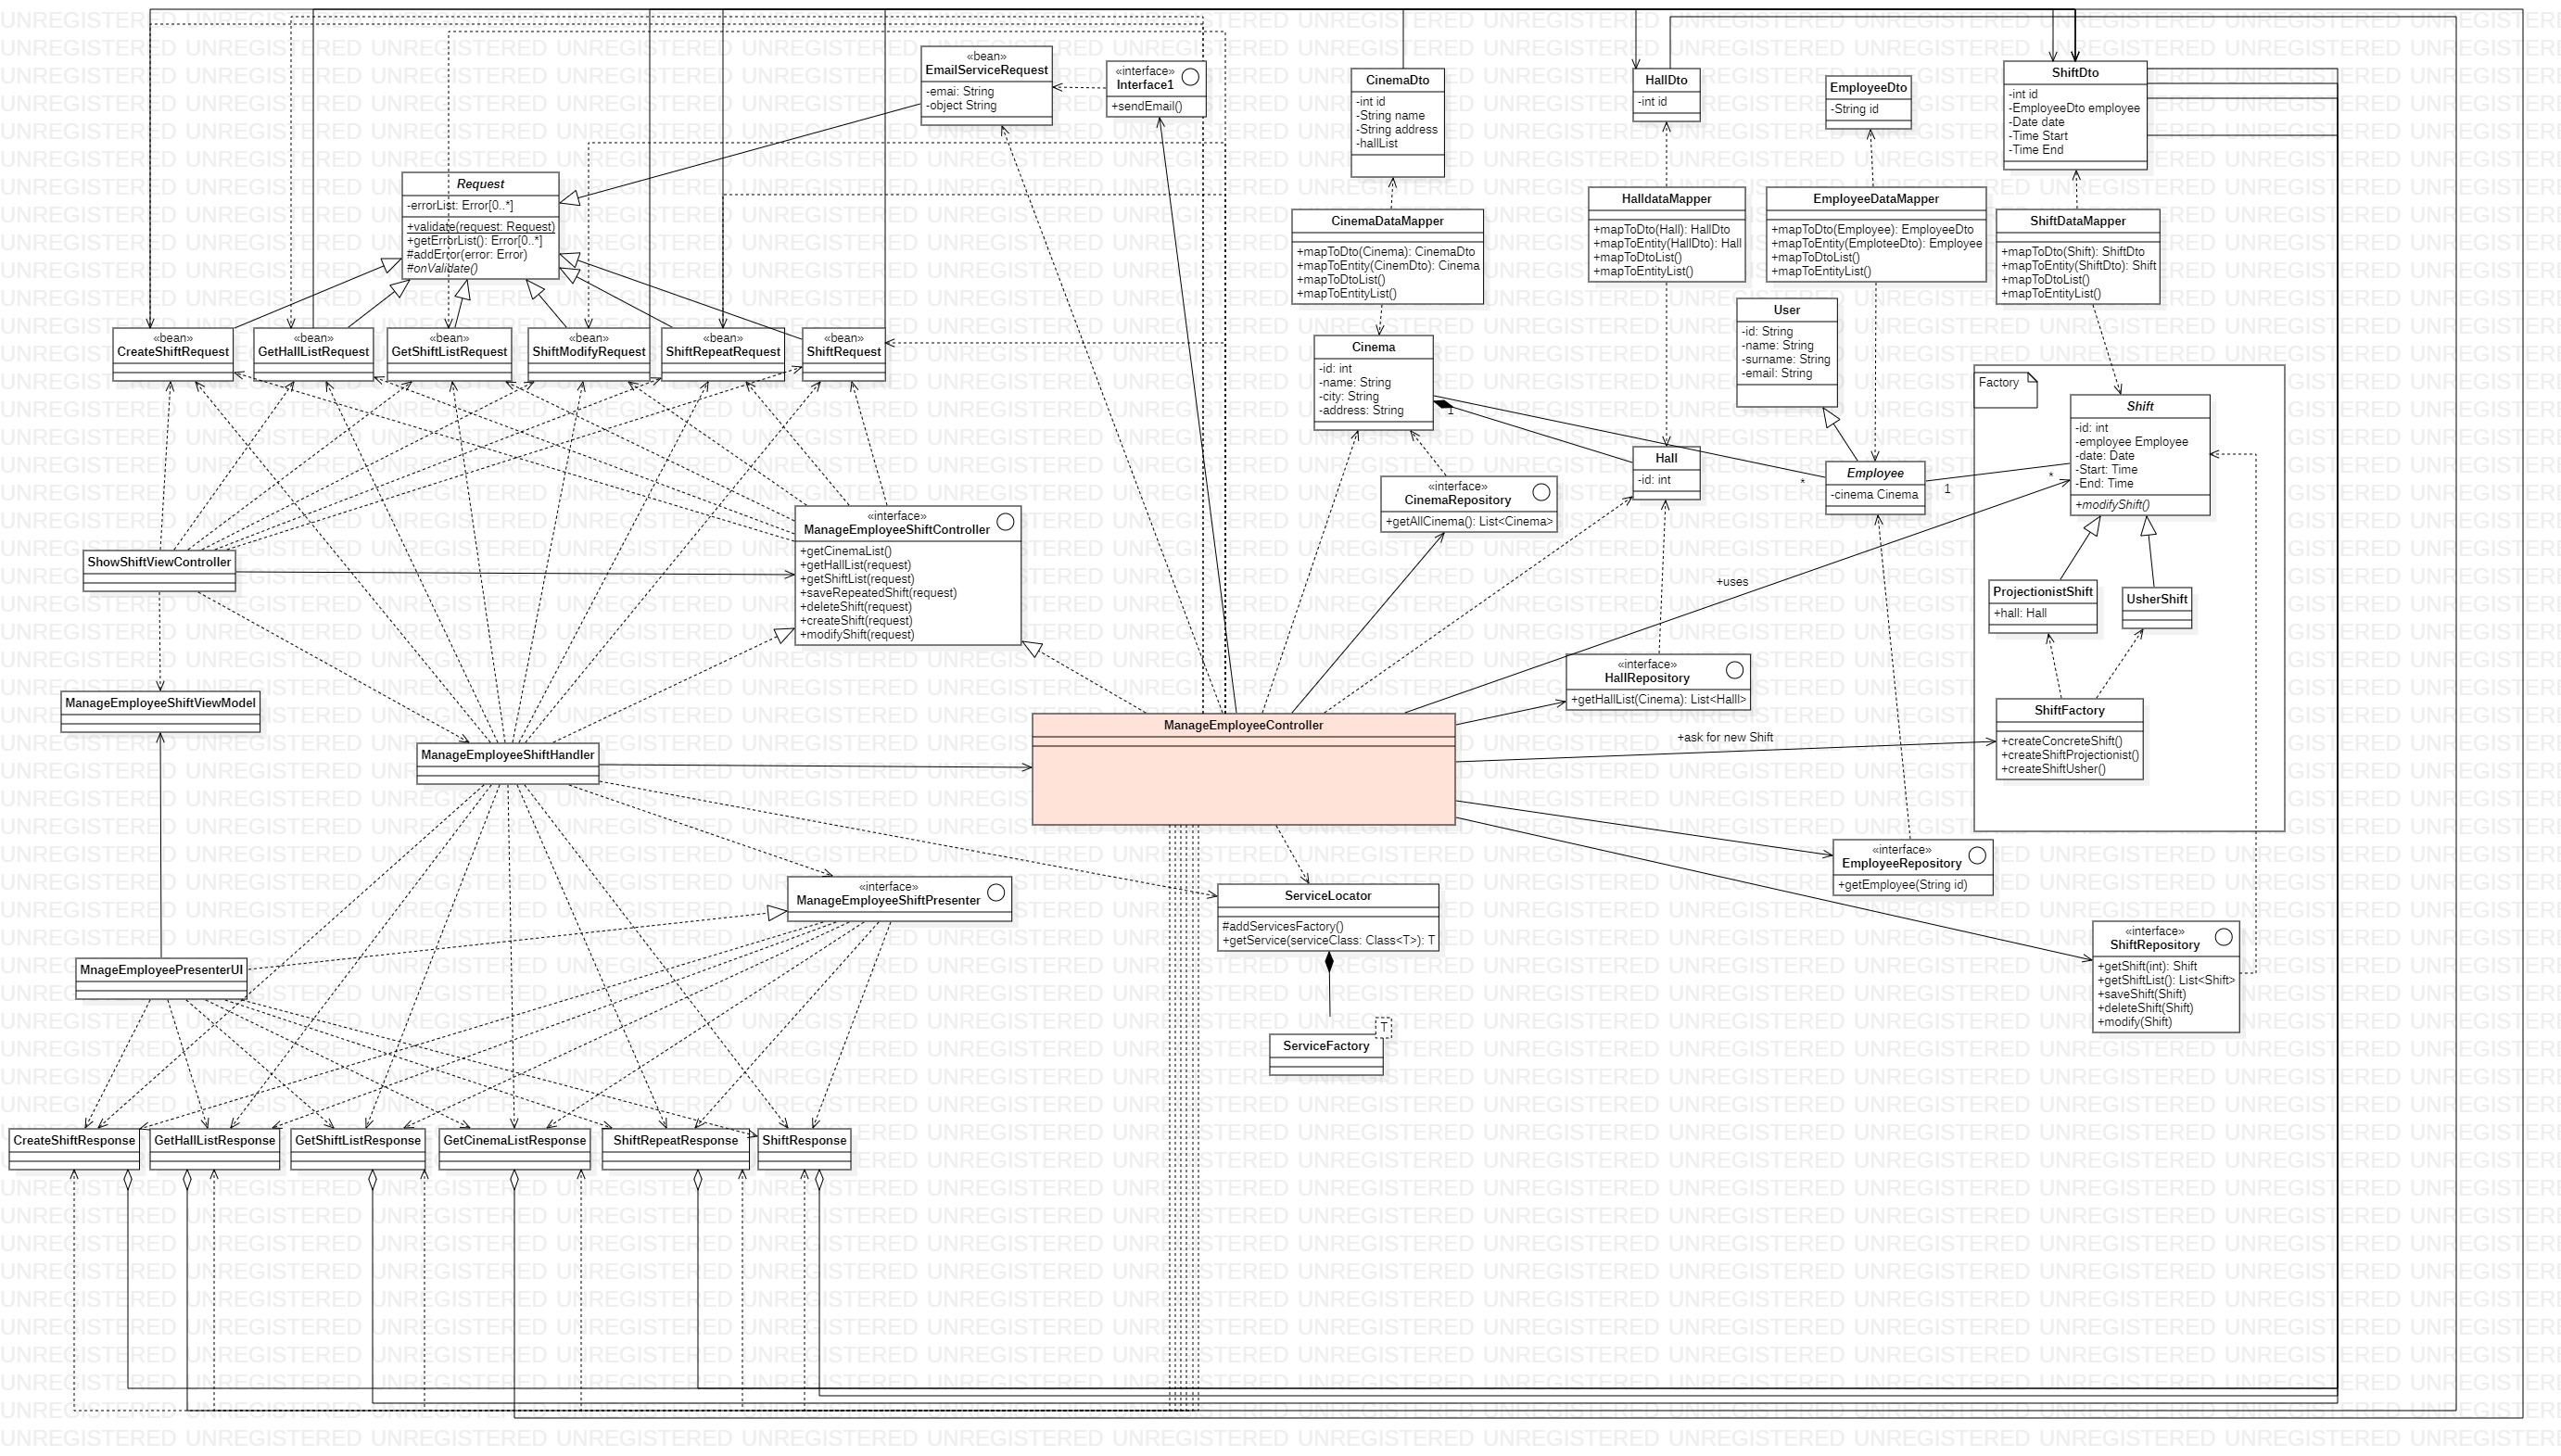 «bean»
EmailServiceRequest
-emai: String
-object String
«interface»
Interface1
+sendEmail()
CinemaDto
-int id
-String name
-String address
-hallList
HallDto
-int id
EmployeeDto
-String id
ShiftDto
-int id
-EmployeeDto employee
-Date date
-Time Start
-Time End
Request
-errorList: Error[0..*]
+validate(request: Request)
+getErrorList(): Error[0..*]
#addError(error: Error)
#onValidate()
CinemaDataMapper
+mapToDto(Cinema): CinemaDto
+mapToEntity(CinemDto): Cinema
+mapToDtoList()
+mapToEntityList()
HalldataMapper
+mapToDto(Hall): HallDto
+mapToEntity(HallDto): Hall
+mapToDtoList()
+mapToEntityList()
EmployeeDataMapper
+mapToDto(Employee): EmployeeDto
+mapToEntity(EmploteeDto): Employee
+mapToDtoList()
+mapToEntityList()
ShiftDataMapper
+mapToDto(Shift): ShiftDto
+mapToEntity(ShiftDto): Shift
+mapToDtoList()
+mapToEntityList()
«bean»
CreateShiftRequest
«bean»
GetHallListRequest
«bean»
GetShiftListRequest
«bean»
ShiftModifyRequest
«bean»
ShiftRepeatRequest
«bean»
ShiftRequest
Cinema
-id: int
-name: String
-city: String
-address: String
1
User
-id: String
-name: String
-surname: String
-email: String
Factory
Shift
-id: int
-employee Employee
-date: Date
-Start: Time
-End: Time
+modifyShift()
Hall
-id: int
*
Employee
-cinema Cinema
1
*
«interface»
CinemaRepository
+getAllCinema(): List<Cinema>
«interface»
ManageEmployeeShiftController
+getCinemaList()
+getHallList(request)
+getShiftList(request)
+saveRepeatedShift(request)
+deleteShift(request)
+createShift(request)
+modifyShift(request)
ShowShiftViewController
+uses
ProjectionistShift
+hall: Hall
UsherShift
«interface»
HallRepository
+getHallList(Cinema): List<Halll>
ManageEmployeeShiftViewModel
ManageEmployeeController
ShiftFactory
+createConcreteShift()
+createShiftProjectionist()
+createShiftUsher()
+ask for new Shift
ManageEmployeeShiftHandler
«interface»
EmployeeRepository
+getEmployee(String id)
«interface»
ManageEmployeeShiftPresenter
ServiceLocator
#addServicesFactory()
+getService(serviceClass: Class<T>): T
«interface»
ShiftRepository
+getShift(int): Shift
+getShiftList(): List<Shift>
+saveShift(Shift)
+deleteShift(Shift)
+modify(Shift)
MnageEmployeePresenterUI
T
ServiceFactory
CreateShiftResponse
GetHallListResponse
GetShiftListResponse
GetCinemaListResponse
ShiftRepeatResponse
ShiftResponse
UNREGISTERED